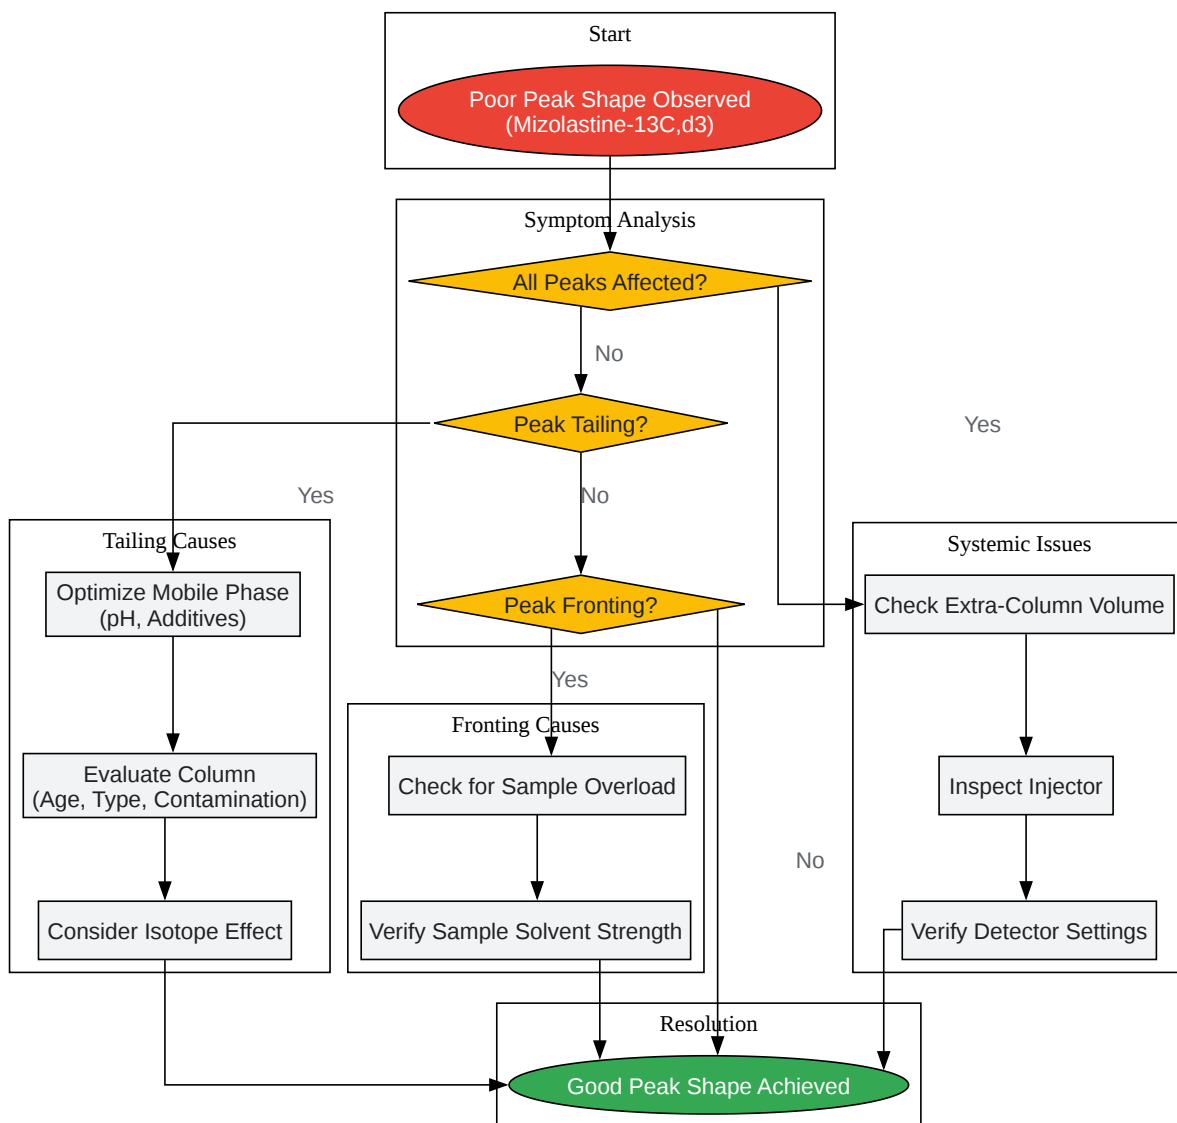 Start
Poor Peak Shape Observed
(Mizolastine-13C,d3)
Symptom Analysis
All Peaks Affected?
No
Peak Tailing?
Yes
Yes
No
Tailing Causes
Systemic Issues
Optimize Mobile Phase
(pH, Additives)
Peak Fronting?
Check Extra-Column Volume
Yes
Fronting Causes
Evaluate Column
(Age, Type, Contamination)
Check for Sample Overload
Inspect Injector
No
Consider Isotope Effect
Verify Sample Solvent Strength
Verify Detector Settings
Resolution
Good Peak Shape Achieved